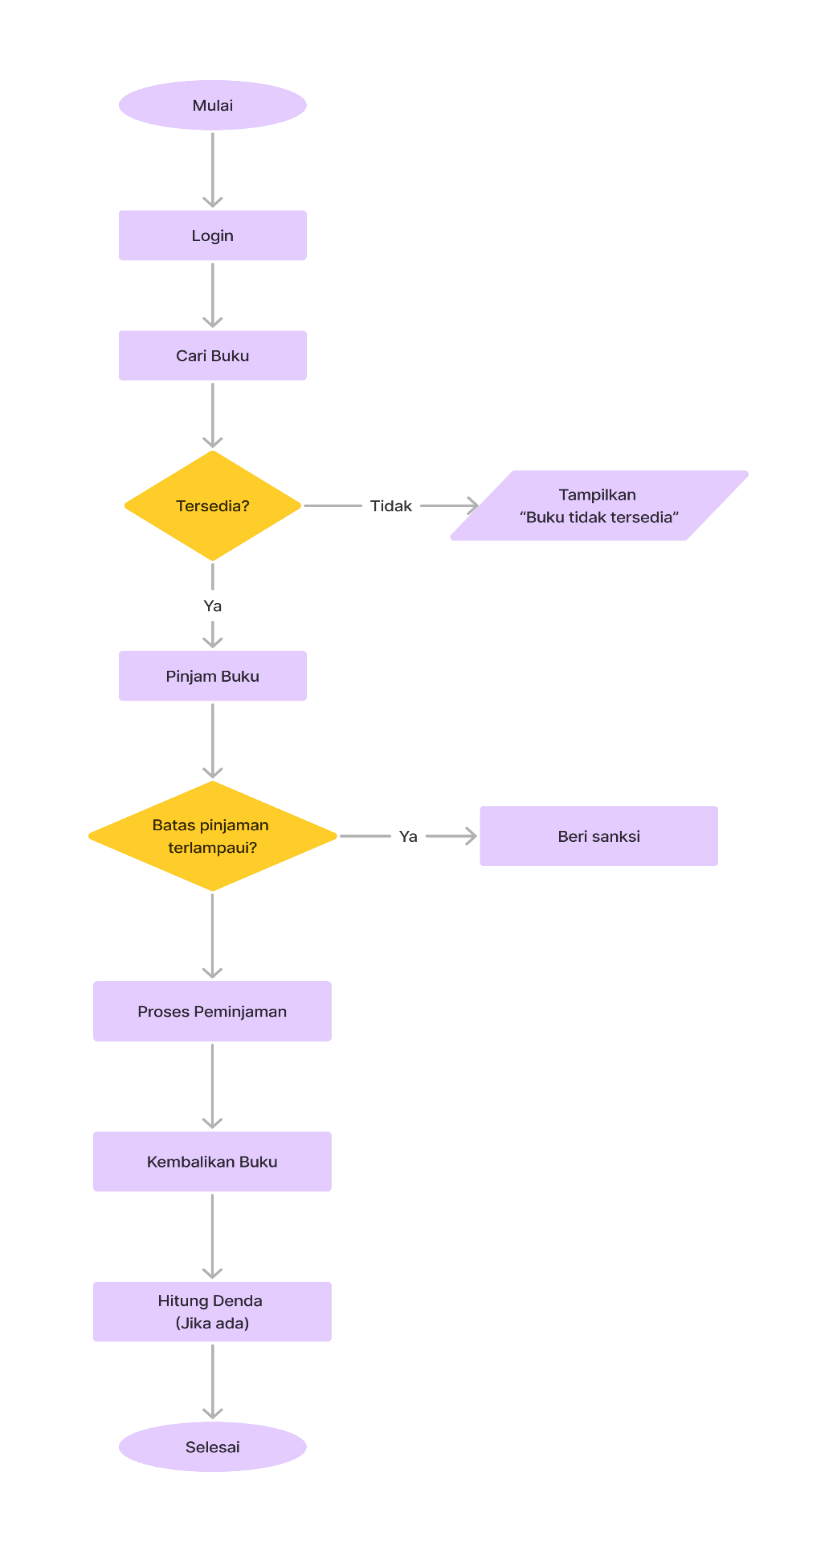 Mulai
Login
Cari Buku
Tersedia?
Tidak
Tampilkan
“Buku tidak tersedia”
Ya
Pinjam Buku
Batas pinjaman
terlampaui?
Ya
Beri sanksi
Proses Peminjaman
Kembalikan Buku
Hitung Denda
(Jika ada)
Selesai